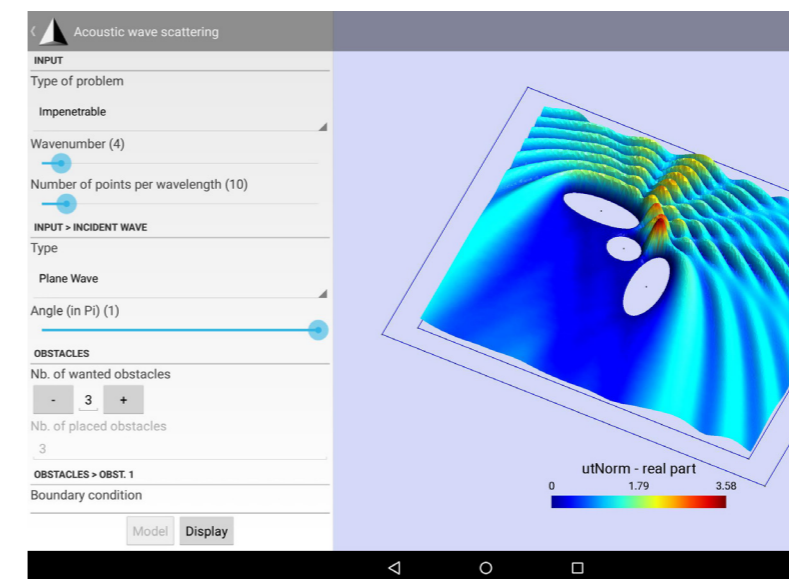 Acoustic wave scattering
INPUT
Type of problem
Impenetrable
Wavenumber (4)
Number of points per wavelength (10)
INPUT > INCIDENT WAVE
Type
Plane Wave
Angle (in Pi) (1)
OBSTACLES
Nb. of wanted obstacles
- 3 +
Nb. of placed obstacles
3
OBSTACLES > OBST. 1
Boundary condition
Model Display
utNorm - real part
0 1.79 3.58